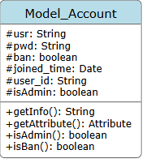 Model_Account
#usr: String
#pwd: String
#ban: boolean
#joined_time: Date
#user_id: String
#isAdmin: boolean
+getInfo(): String
+getAttribute(): Attribute
+isAdmin(): boolean
+isBan(): boolean